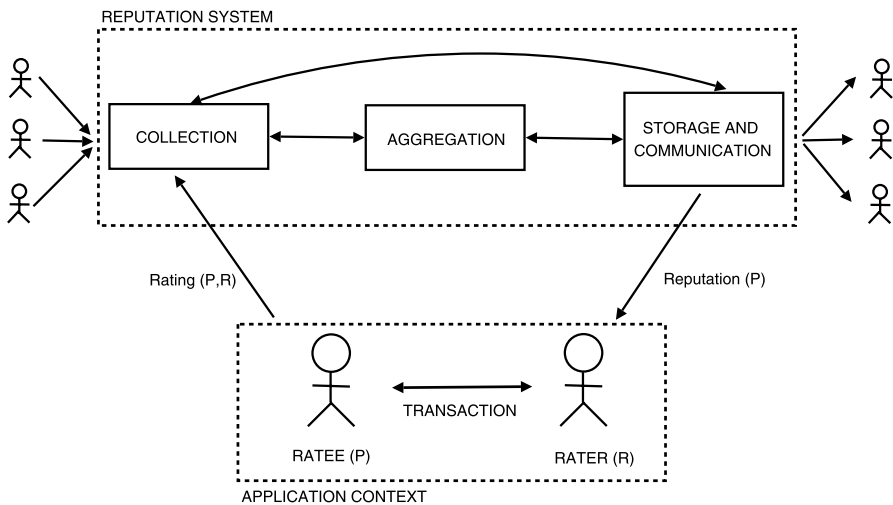 REPUTATION SYSTEM
COLLECTION
AGGREGATION
STORAGE AND
COMMUNICATION
Rating (P,R)
Reputation (P)
TRANSACTION
RATEE (P)
RATER (R)
APPLICATION CONTEXT